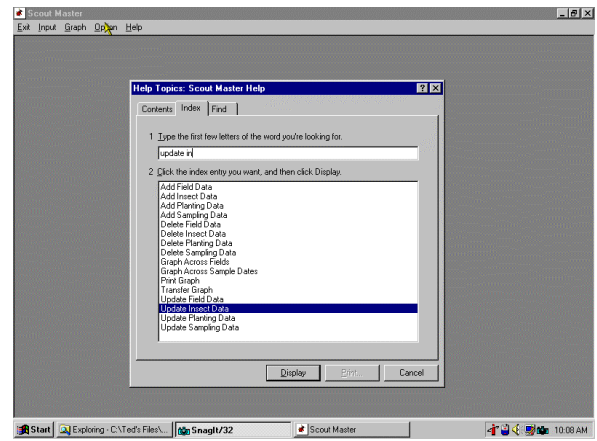 Scout Master
Exit Input Graph Option Help
Help Topics: Scout Master Help
Contents Index Find
1 Type the first few letters of the word you're looking for.
update in
2 Click the index entry you want, and then click Display.
Add Field Data
Add Insect Data
Add Planting Data
Add Sampling Data
Delete Field Data
Delete Insect Data
Delete Planting Data
Delete Sampling Data
Graph Across Fields
Graph Across Sample Dates
Print Graph
Transfer Graph
Update Field Data
Update Insect Data
Update Planting Data
Update Sampling Data
Display Print... Cancel
Start Exploring - C:\Ted's Files\... SnagIt/32 Scout Master 10:08 AM